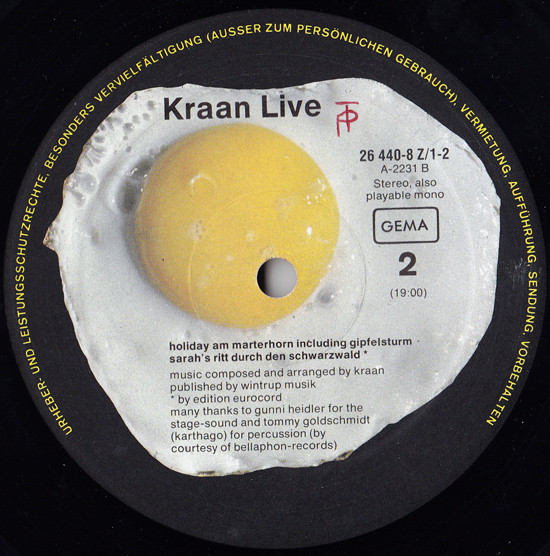 URHEBER- UND LEISTUNGSSCHUTZRECHTE, BESONDERS VERVIELFÄLTIGUNG (AUSSER ZUM PERSÖNLICHEN GEBRAUCH), VERMIETUNG, AUFFÜHRUNG, SENDUNG, VORBEHALTEN
Kraan Live
26 440-8 Z/1-2
A-2231 B
Stereo, also
playable mono
GEMA
2
(19:00)
holiday am marterhorn including gipfelsturm ·
sarah's ritt durch den schwarzwald *
music composed and arranged by kraan
published by wintrup musik
* by edition eurocord
many thanks to gunni heidler for the
stage-sound and tommy goldschmidt
(karthago) for percussion (by
courtesy of bellaphon-records)